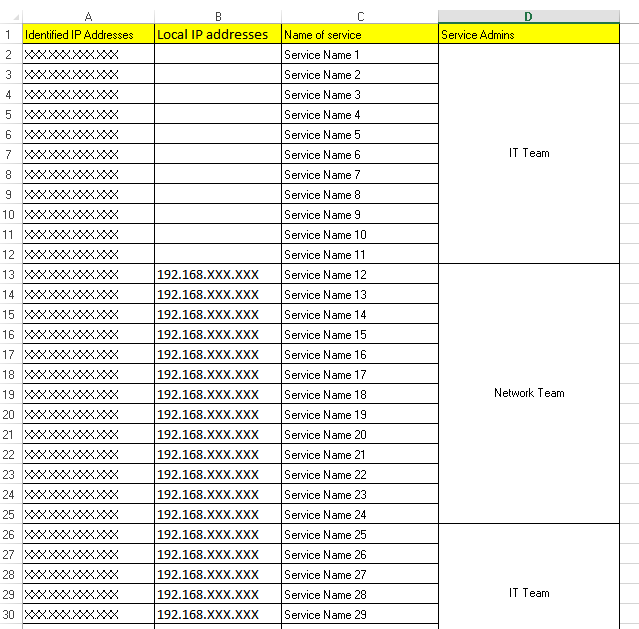 A B C D
1 Identified IP Addresses Local IP addresses Name of service Service Admins
2 XXX.XXX.XXX.XXX Service Name 1
3 XXX.XXX.XXX.XXX Service Name 2
4 XXX.XXX.XXX.XXX Service Name 3
5 XXX.XXX.XXX.XXX Service Name 4
6 XXX.XXX.XXX.XXX Service Name 5
7 XXX.XXX.XXX.XXX Service Name 6 IT Team
8 XXX.XXX.XXX.XXX Service Name 7
9 XXX.XXX.XXX.XXX Service Name 8
10 XXX.XXX.XXX.XXX Service Name 9
11 XXX.XXX.XXX.XXX Service Name 10
12 XXX.XXX.XXX.XXX Service Name 11
13 XXX.XXX.XXX.XXX 192.168.XXX.XXX Service Name 12
14 XXX.XXX.XXX.XXX 192.168.XXX.XXX Service Name 13
15 XXX.XXX.XXX.XXX 192.168.XXX.XXX Service Name 14
16 XXX.XXX.XXX.XXX 192.168.XXX.XXX Service Name 15
17 XXX.XXX.XXX.XXX 192.168.XXX.XXX Service Name 16
18 XXX.XXX.XXX.XXX 192.168.XXX.XXX Service Name 17
19 XXX.XXX.XXX.XXX 192.168.XXX.XXX Service Name 18 Network Team
20 XXX.XXX.XXX.XXX 192.168.XXX.XXX Service Name 19
21 XXX.XXX.XXX.XXX 192.168.XXX.XXX Service Name 20
22 XXX.XXX.XXX.XXX 192.168.XXX.XXX Service Name 21
23 XXX.XXX.XXX.XXX 192.168.XXX.XXX Service Name 22
24 XXX.XXX.XXX.XXX 192.168.XXX.XXX Service Name 23
25 XXX.XXX.XXX.XXX 192.168.XXX.XXX Service Name 24
26 XXX.XXX.XXX.XXX 192.168.XXX.XXX Service Name 25
27 XXX.XXX.XXX.XXX 192.168.XXX.XXX Service Name 26
28 XXX.XXX.XXX.XXX 192.168.XXX.XXX Service Name 27
29 XXX.XXX.XXX.XXX 192.168.XXX.XXX Service Name 28 IT Team
30 XXX.XXX.XXX.XXX 192.168.XXX.XXX Service Name 29